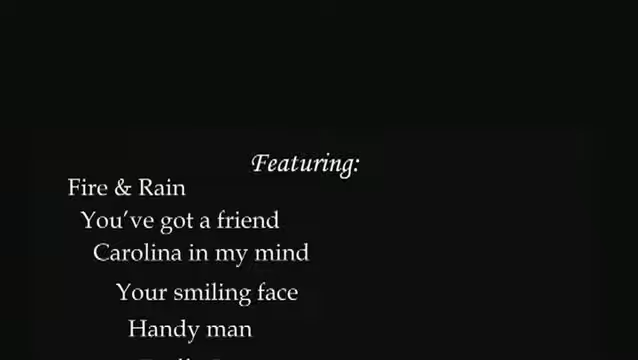 Featuring:
Fire & Rain
You’ve got a friend
Carolina in my mind
Your smiling face
Handy man